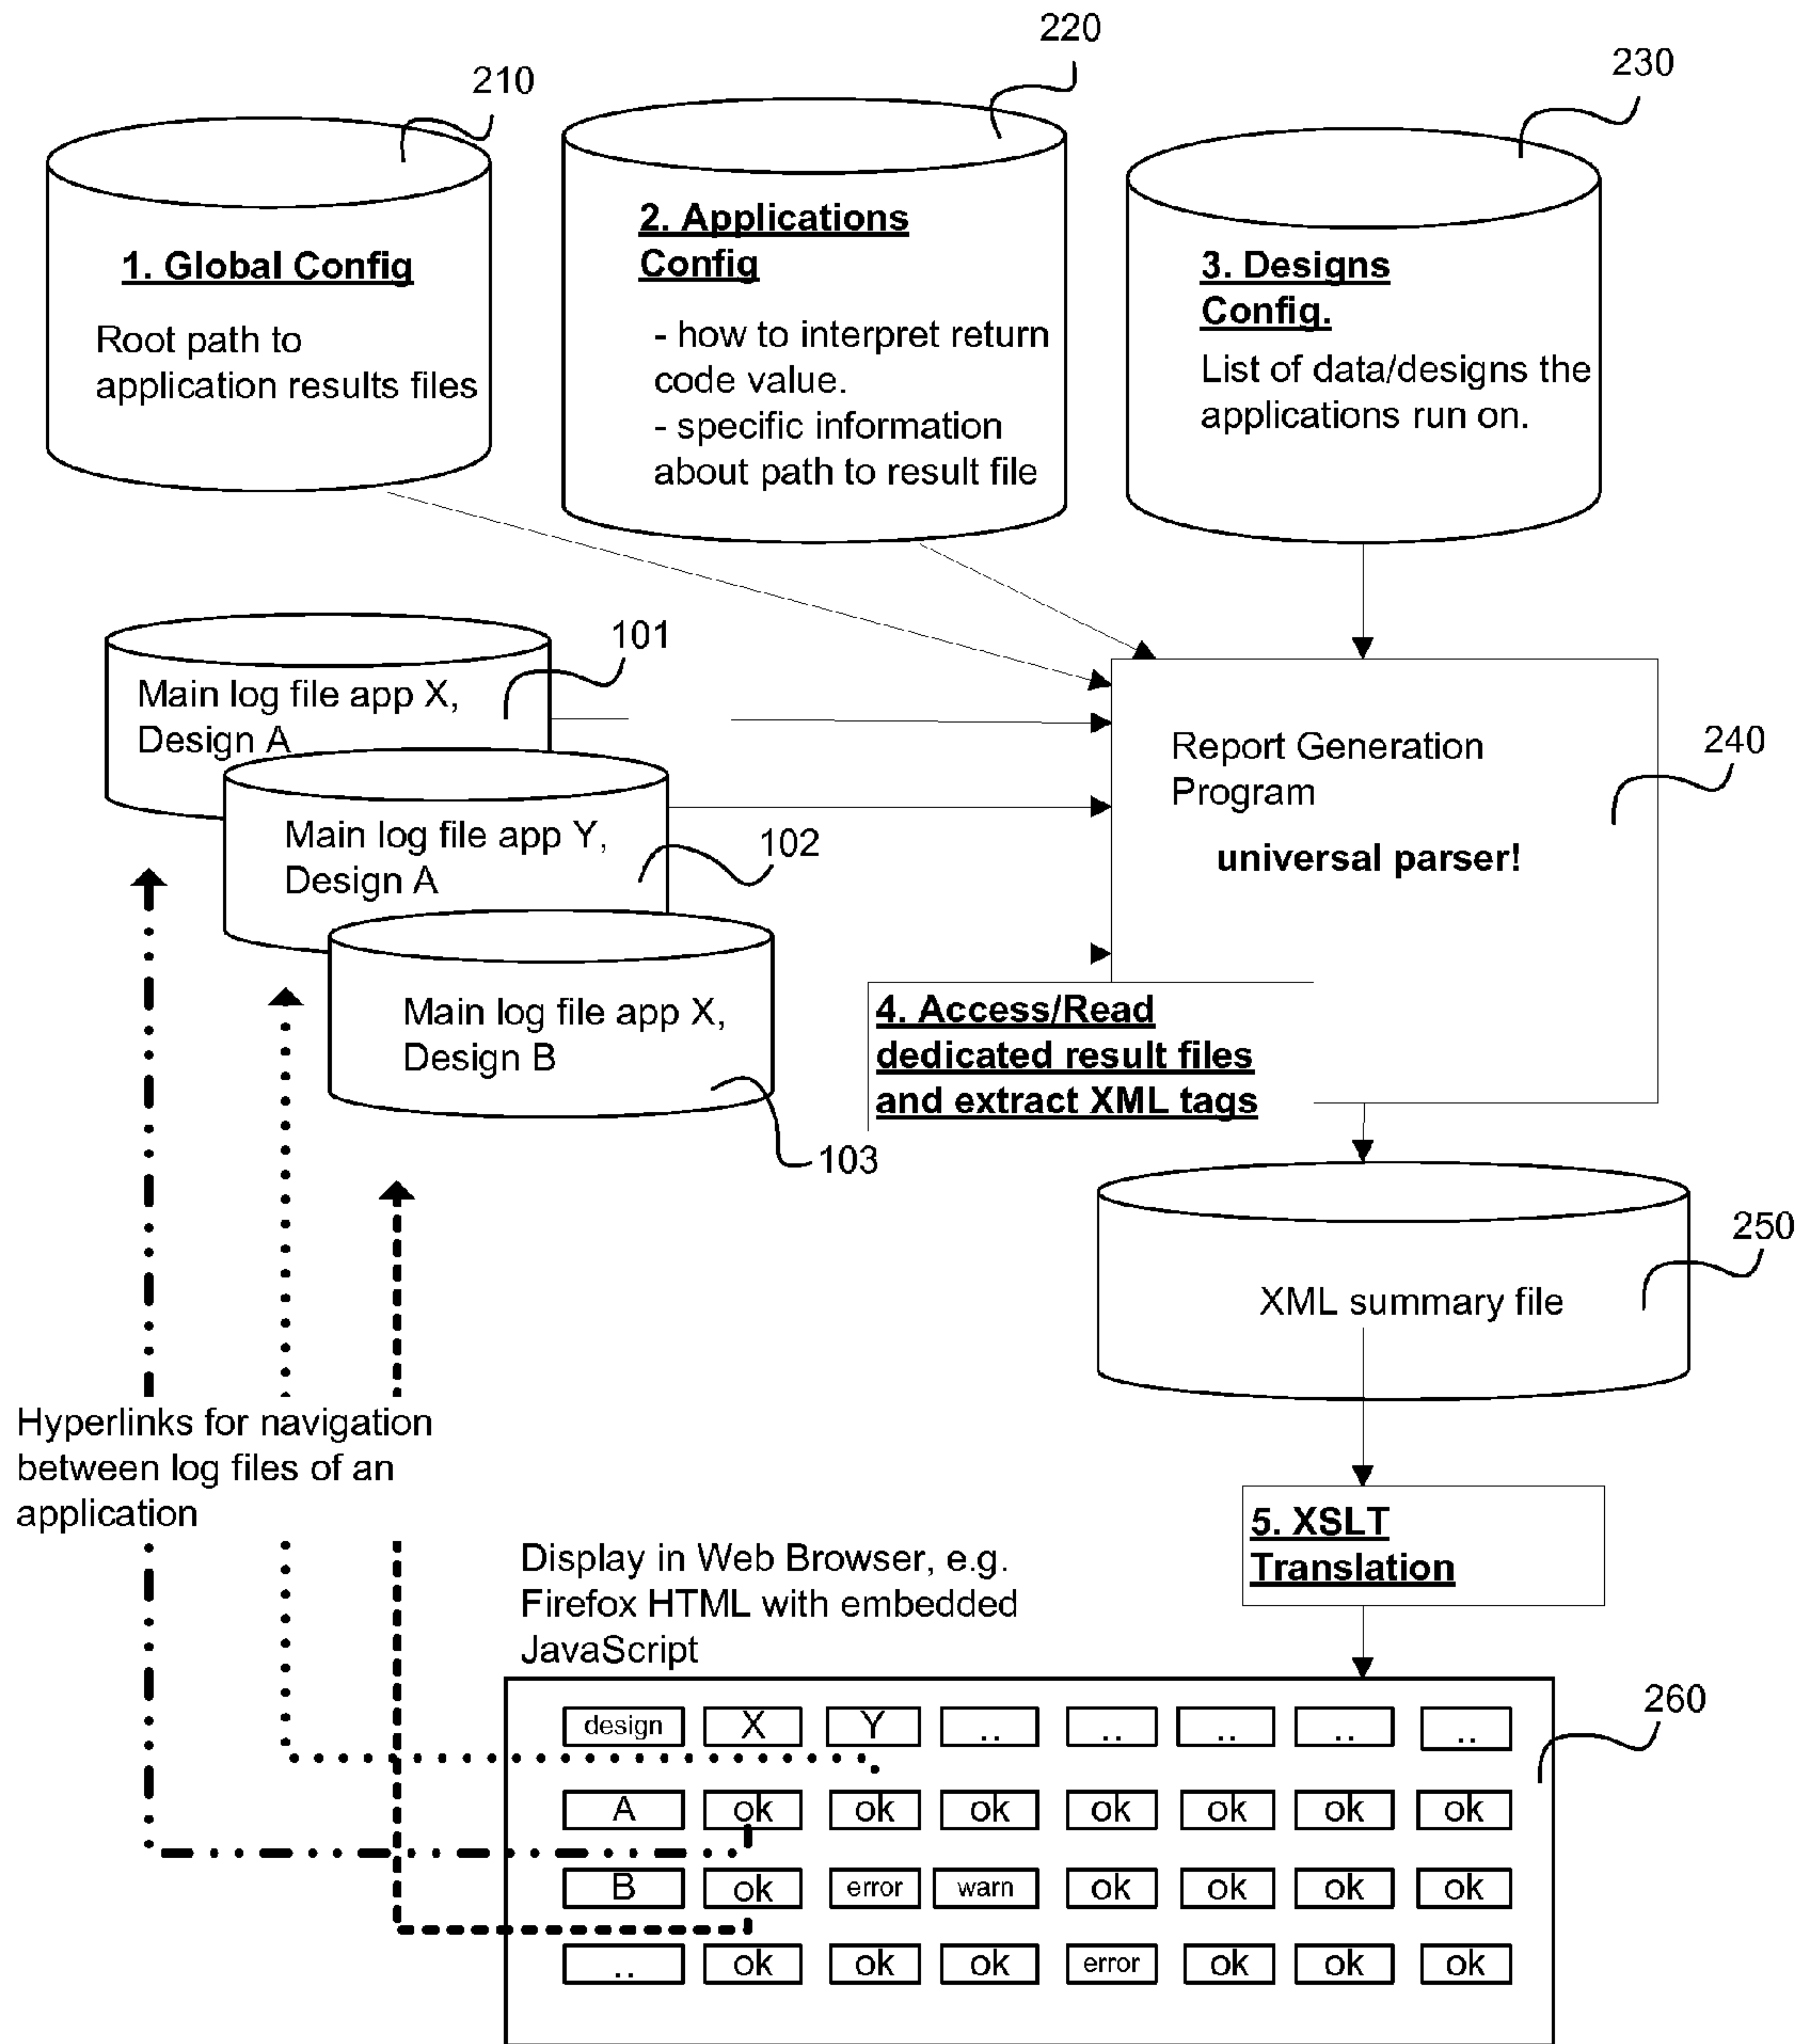 210
220
230
1. Global Config
Root path to
application results files
2. Applications
Config
- how to interpret return
code value.
- specific information
about path to result file
3. Designs
Config.
List of data/designs the
applications run on.
101
Main log file app X,
Design A
102
Main log file app Y,
Design A
103
Main log file app X,
Design B
240
Report Generation
Program
universal parser!
4. Access/Read
dedicated result files
and extract XML tags
250
XML summary file
Hyperlinks for navigation
between log files of an
application
5. XSLT
Translation
Display in Web Browser, e.g.
Firefox HTML with embedded
JavaScript
260
design X Y .. .. .. .. ..
A ok ok ok ok ok ok ok
B ok error warn ok ok ok ok
.. ok ok ok error ok ok ok